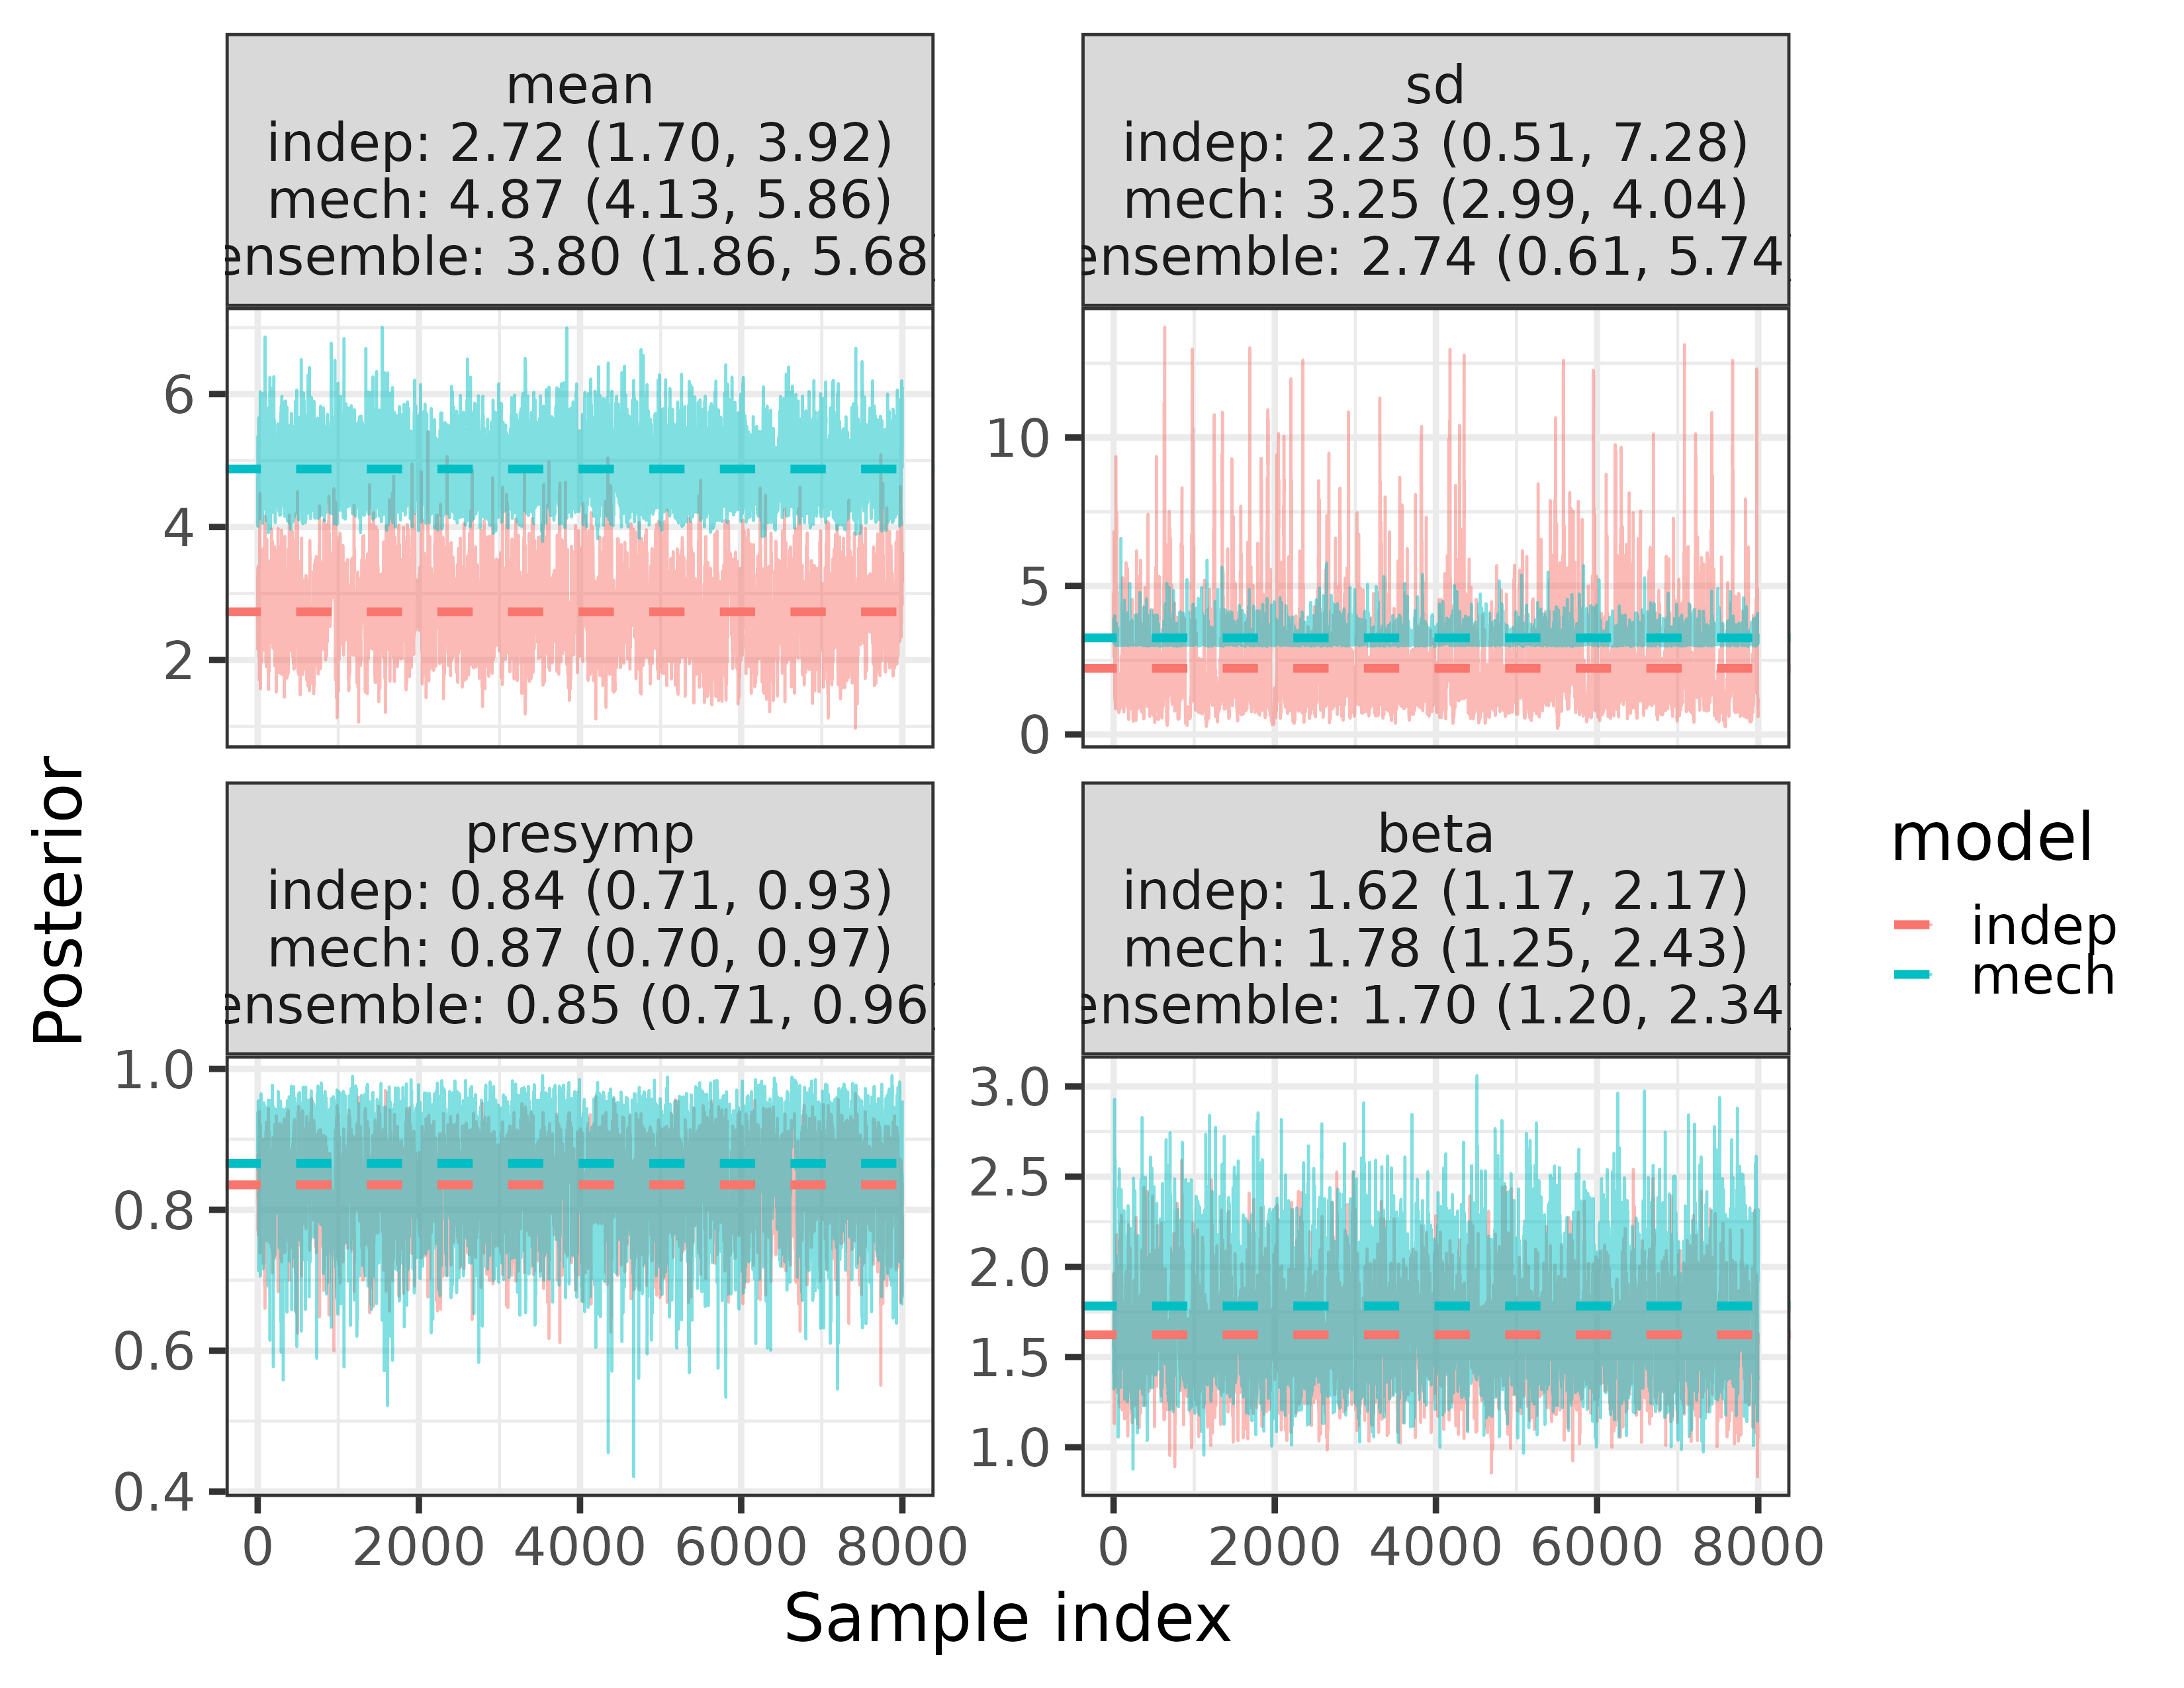 mean
indep: 2.72 (1.70, 3.92)
mech: 4.87 (4.13, 5.86)
ensemble: 3.80 (1.86, 5.68
sd
indep: 2.23 (0.51, 7.28)
mech: 3.25 (2.99, 4.04)
ensemble: 2.74 (0.61, 5.74
6
4
2
10
5
0
presymp
indep: 0.84 (0.71, 0.93)
mech: 0.87 (0.70, 0.97)
ensemble: 0.85 (0.71, 0.96
beta
indep: 1.62 (1.17, 2.17)
mech: 1.78 (1.25, 2.43)
ensemble: 1.70 (1.20, 2.34
1.0
0.8
0.6
0.4
3.0
2.5
2.0
1.5
1.0
0 2000 4000 6000 8000
0 2000 4000 6000 8000
Sample index
Posterior
model
indep
mech